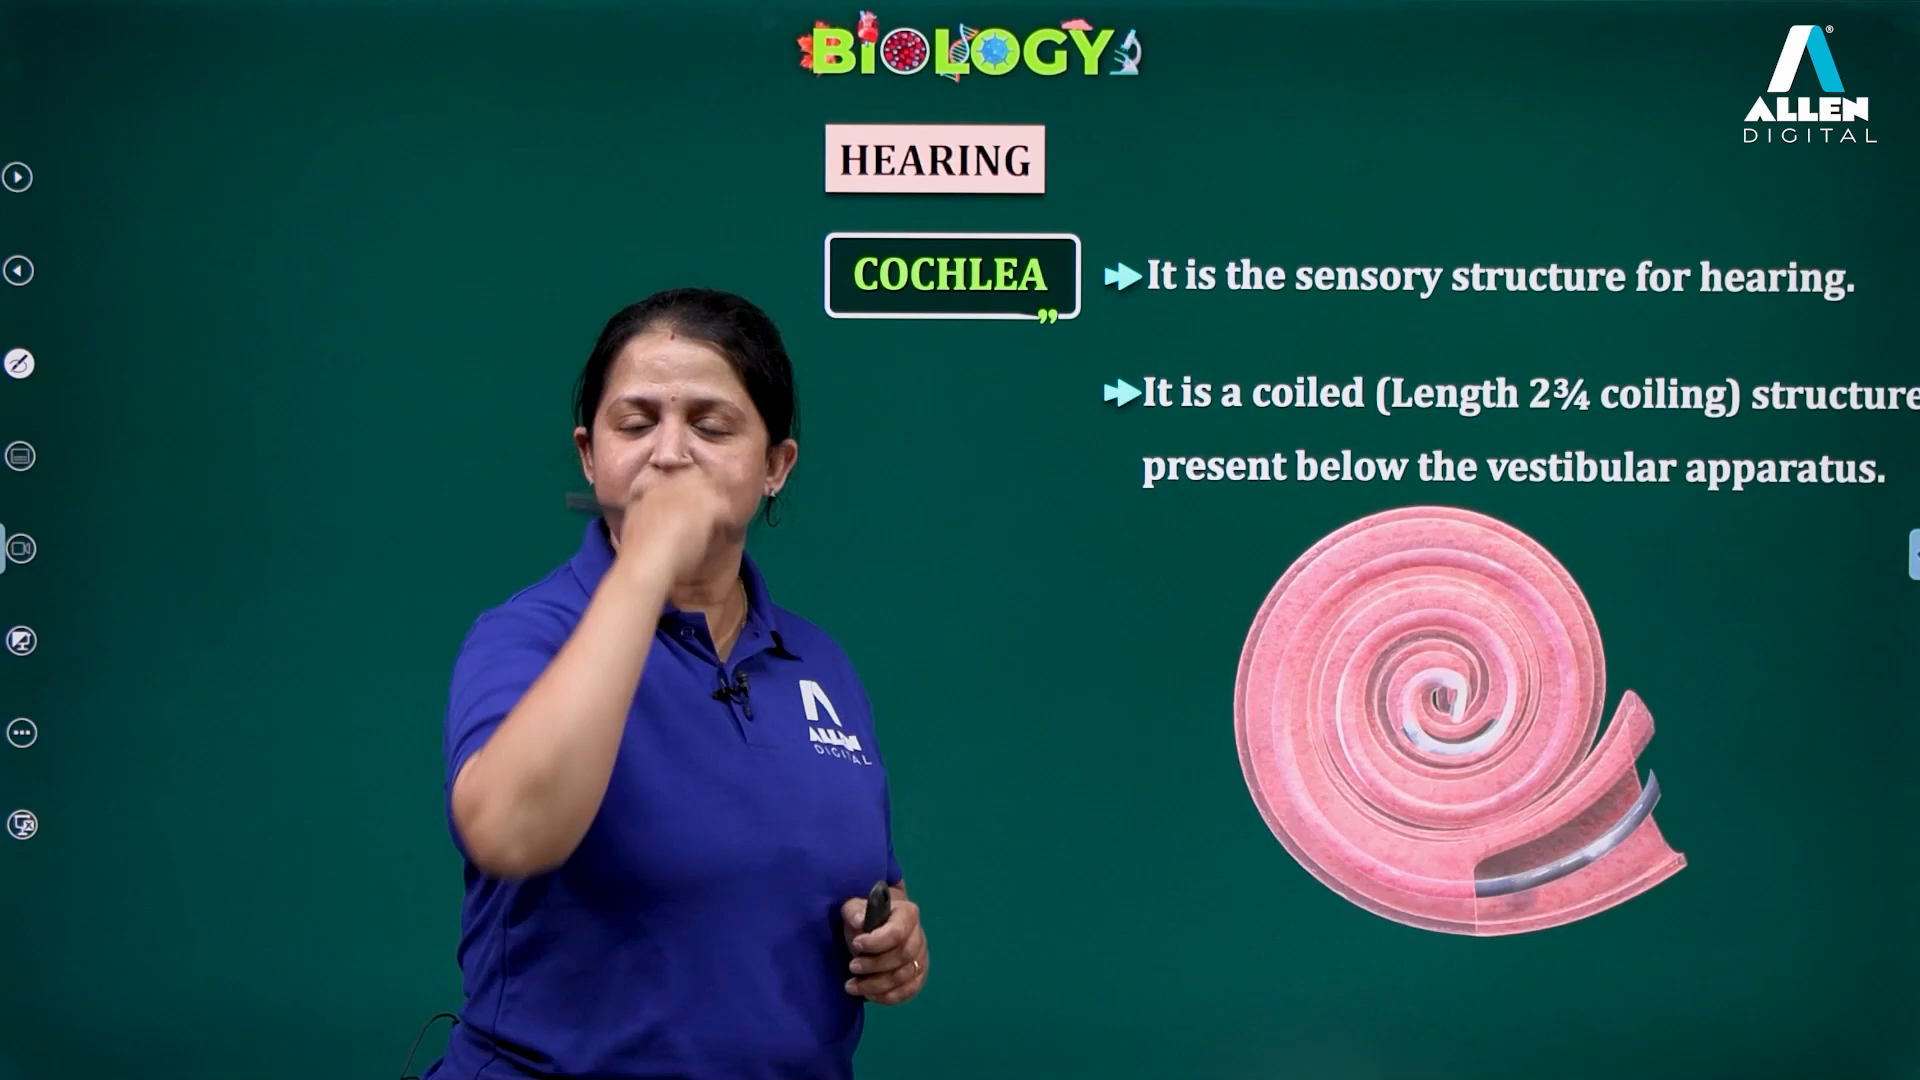 BIOLOGY
ALLEN
DIGITAL
HEARING
COCHLEA
It is the sensory structure for hearing.
It is a coiled (Length 2¾ coiling) structure
present below the vestibular apparatus.
ALLEN
DIGITAL